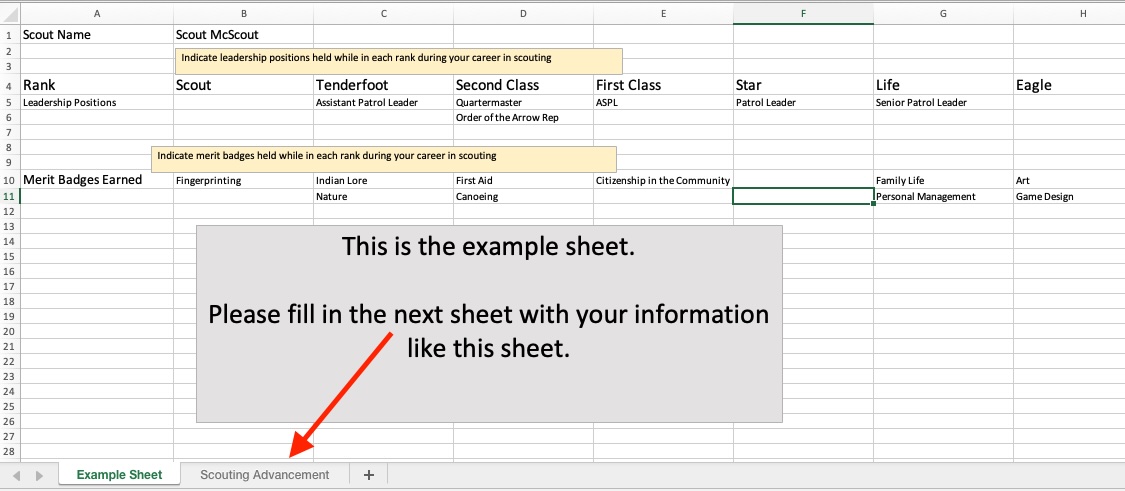 A B C D E F G H
1 Scout Name Scout McScout
2 Indicate leadership positions held while in each rank during your career in scouting
3
4 Rank Scout Tenderfoot Second Class First Class Star Life Eagle
5 Leadership Positions Assistant Patrol Leader Quartermaster ASPL Patrol Leader Senior Patrol Leader
6 Order of the Arrow Rep
7
8 Indicate merit badges held while in each rank during your career in scouting
9
10 Merit Badges Earned Fingerprinting Indian Lore First Aid Citizenship in the Community Family Life Art
11 Nature Canoeing Personal Management Game Design
12
13
14 This is the example sheet.
15
16
17
18
19 Please fill in the next sheet with your information
20
21 like this sheet.
22
23
24
25
26
27
28
Example Sheet Scouting Advancement +